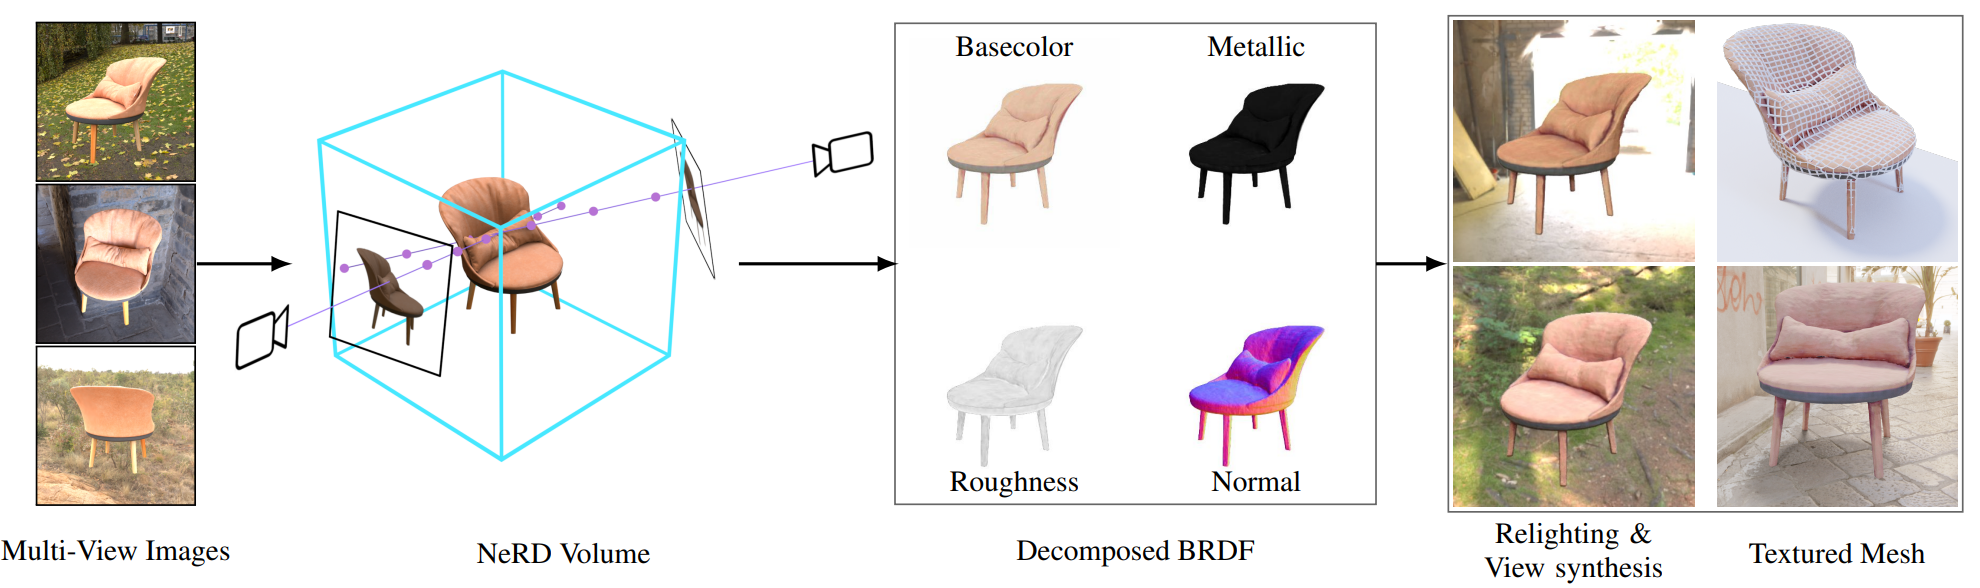 Basecolor
Metallic
Roughness
Normal
Multi-View Images
NeRD Volume
Decomposed BRDF
Relighting &
View synthesis
Textured Mesh